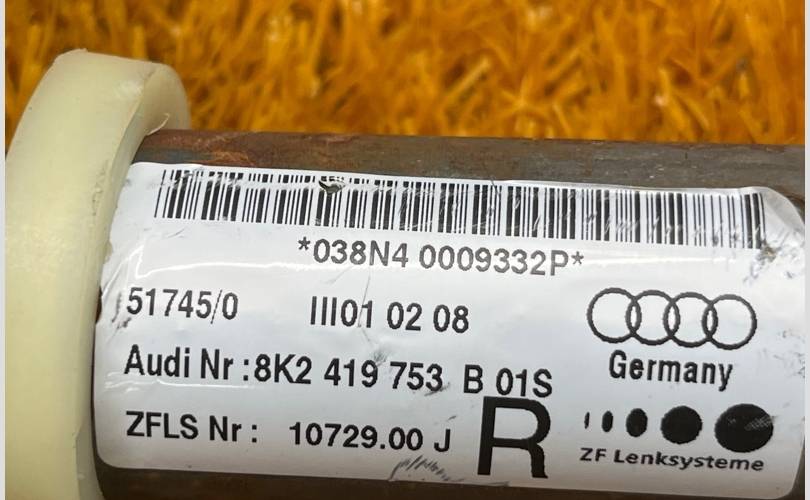 *038N4 0009332P*
51745/0 III01 02 08
Audi Nr :8K2 419 753 B 01S
Germany
ZFLS Nr : 10729.00 J R
ZF Lenksysteme